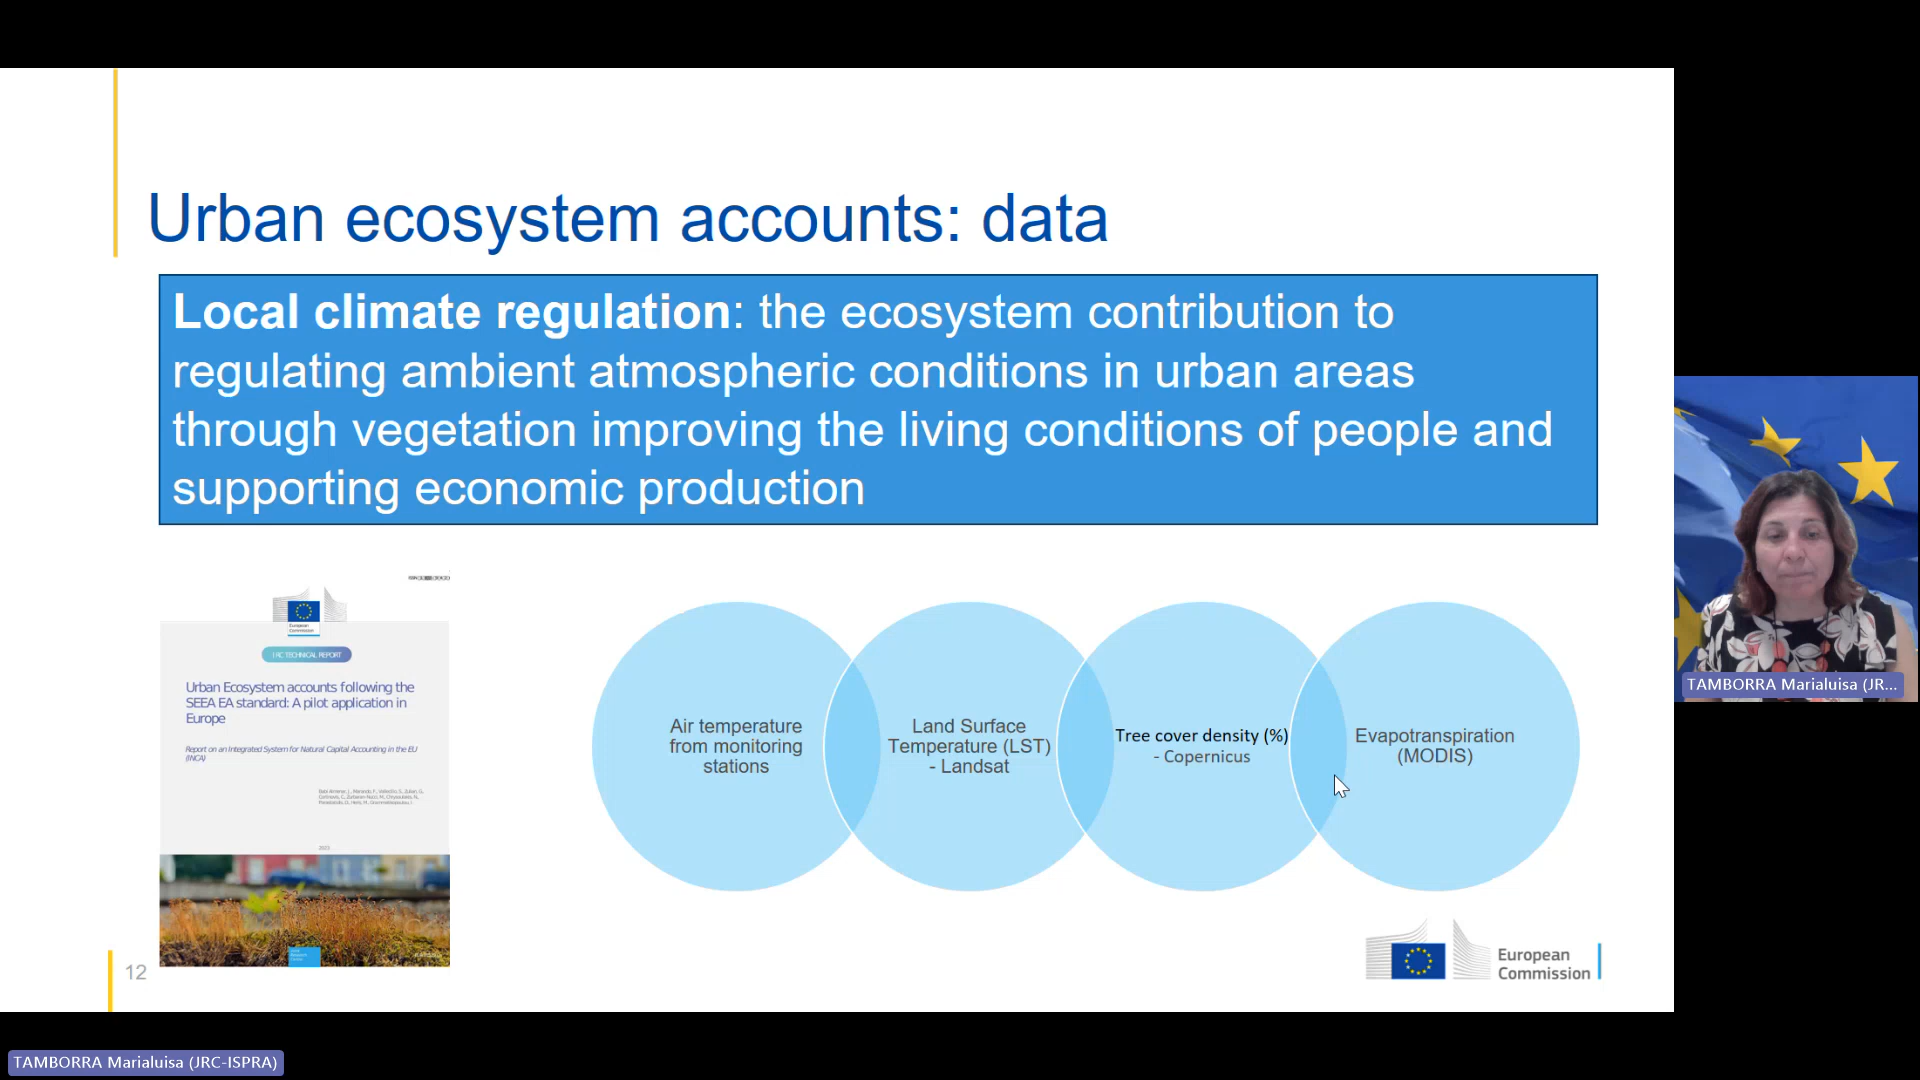 Urban ecosystem accounts: data
Local climate regulation: the ecosystem contribution to
regulating ambient atmospheric conditions in urban areas
through vegetation improving the living conditions of people and
supporting economic production
European
Commission
JRC TECHNICAL REPORT
Urban Ecosystem accounts following the
SEEA EA standard: A pilot application in
Europe
Report on an Integrated System for Natural Capital Accounting in the EU
(INCA)
Air temperature
from monitoring
stations
Land Surface
Temperature (LST)
- Landsat
Tree cover density (%)
- Copernicus
Evapotranspiration
(MODIS)
12
European
Commission
TAMBORRA Marialuisa (JR...
TAMBORRA Marialuisa (JRC-ISPRA)